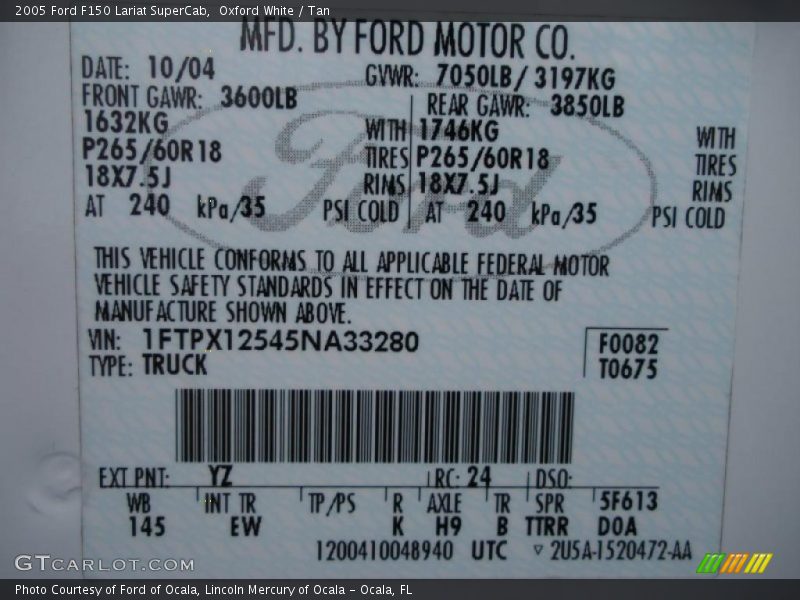 2005 Ford F150 Lariat SuperCab, Oxford White / Tan
MFD. BY FORD MOTOR CO.
DATE: 10/04 GVWR: 7050LB/ 3197KG
FRONT GAWR: 3600LB REAR GAWR: 3850LB
1632KG WITH 1746KG WITH
P265/60R18 TIRES P265/60R18 TIRES
18X7.5J RIMS 18X7.5J RIMS
AT 240 kPa/35 PSI COLD AT 240 kPa/35 PSI COLD
Ford
THIS VEHICLE CONFORMS TO ALL APPLICABLE FEDERAL MOTOR
VEHICLE SAFETY STANDARDS IN EFFECT ON THE DATE OF
MANUFACTURE SHOWN ABOVE.
VIN: 1FTPX12545NA33280 F0082
TYPE: TRUCK T0675
EXT PNT: YZ RC: 24 DSO:
WB INT TR TP/PS R AXLE TR SPR 5F613
145 EW K H9 B TTRR D0A
1200410048940 UTC ▽ 2U5A-1520472-AA
GTCARLOT.COM
Photo Courtesy of Ford of Ocala, Lincoln Mercury of Ocala - Ocala, FL